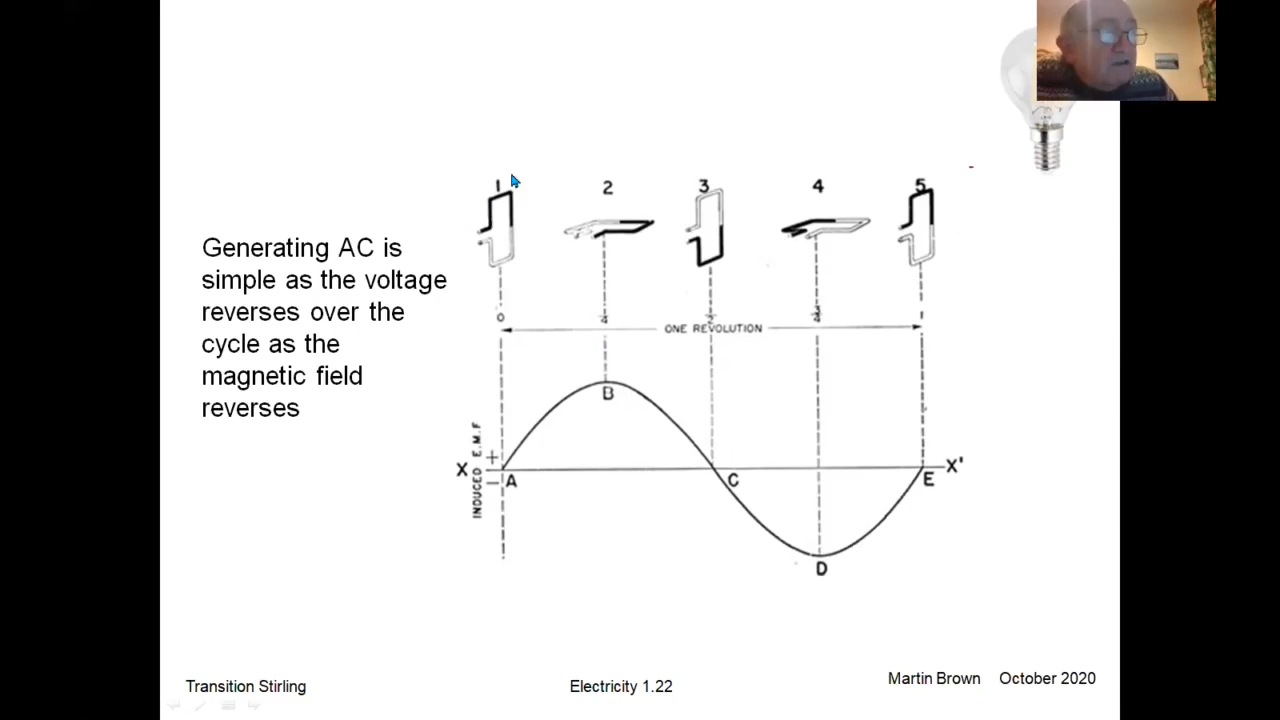 1 2 3 4 5
Generating AC is
simple as the voltage
reverses over the
cycle as the
magnetic field
reverses
0
1
ONE REVOLUTION
B
INDUCED E.M.F
+
X
−
A
C
E
X'
D
Transition Stirling
Electricity 1.22
Martin Brown October 2020